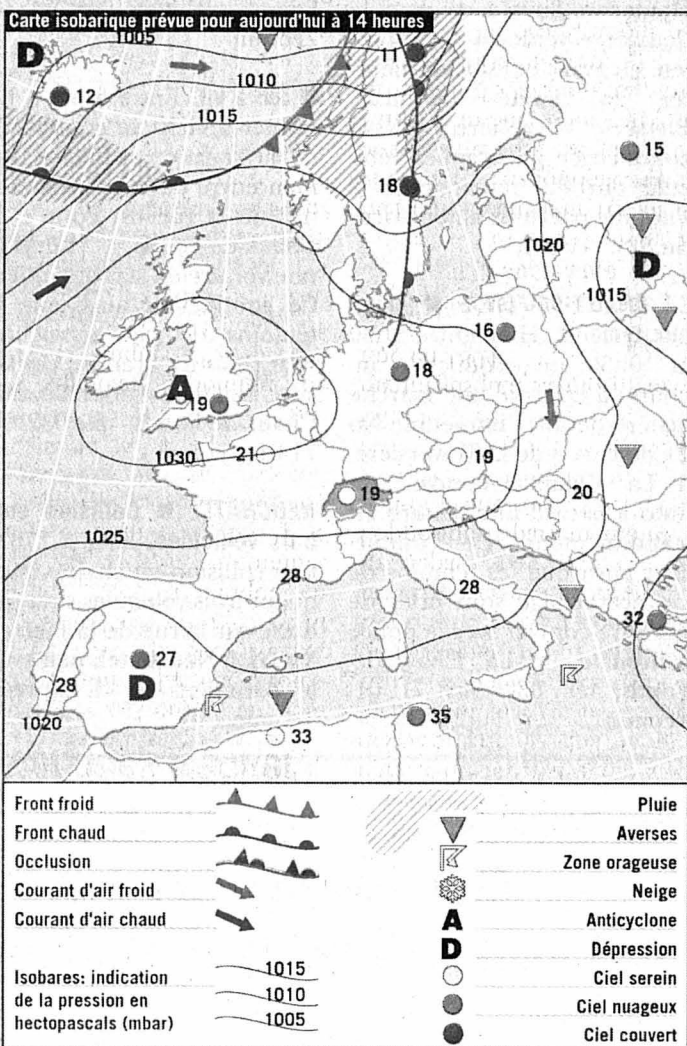 Carte isobarique prévue pour aujourd'hui à 14 heures
1005
D
11
12
1010
1015
15
18
1020
D
1015
16
18
A
19
21
1030
19
19
20
1025
28
28
32
27
28
D
1020
35
33
Front froid
Front chaud
Occlusion
Courant d'air froid
Courant d'air chaud
Isobares: indication
de la pression en
hectopascals (mbar)
1015
1010
1005
Pluie
Averses
Zone orageuse
Neige
A Anticyclone
D Dépression
Ciel serein
Ciel nuageux
Ciel couvert